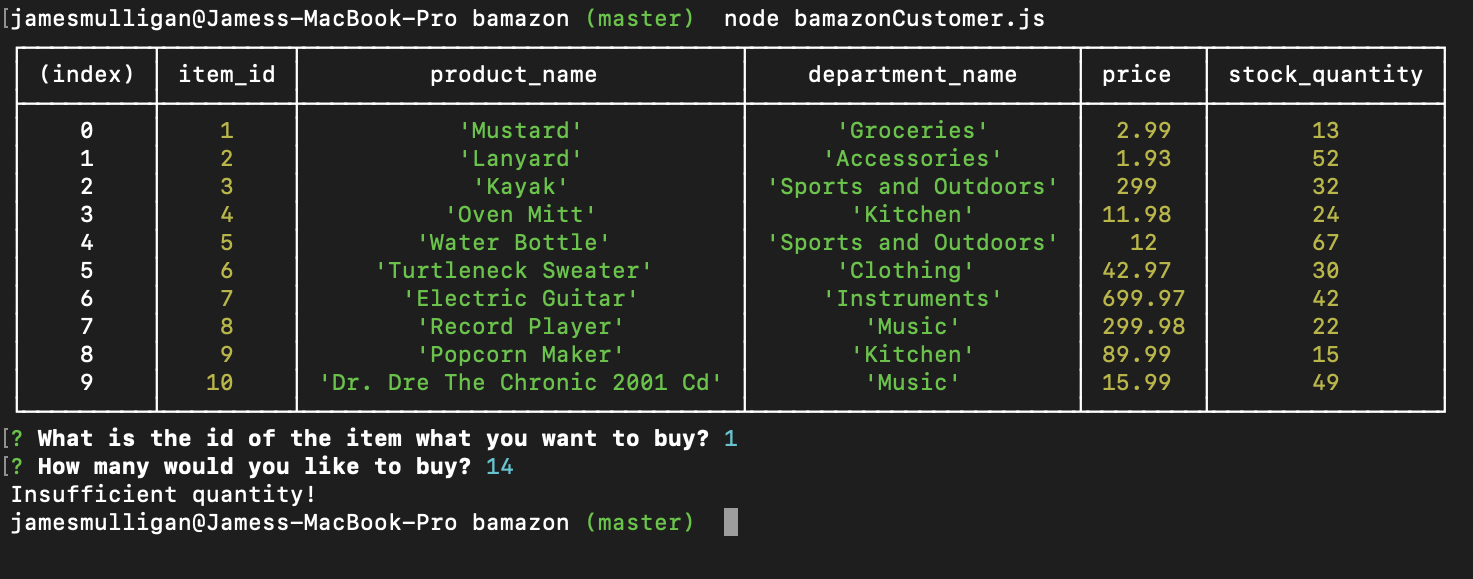 [jamesmulligan@Jamess-MacBook-Pro bamazon (master)  node bamazonCustomer.js
(index) item_id product_name department_name price stock_quantity
0 1 'Mustard' 'Groceries' 2.99 13
1 2 'Lanyard' 'Accessories' 1.93 52
2 3 'Kayak' 'Sports and Outdoors' 299 32
3 4 'Oven Mitt' 'Kitchen' 11.98 24
4 5 'Water Bottle' 'Sports and Outdoors' 12 67
5 6 'Turtleneck Sweater' 'Clothing' 42.97 30
6 7 'Electric Guitar' 'Instruments' 699.97 42
7 8 'Record Player' 'Music' 299.98 22
8 9 'Popcorn Maker' 'Kitchen' 89.99 15
9 10 'Dr. Dre The Chronic 2001 Cd' 'Music' 15.99 49
[? What is the id of the item what you want to buy? 1
[? How many would you like to buy? 14
Insufficient quantity!
jamesmulligan@Jamess-MacBook-Pro bamazon (master)